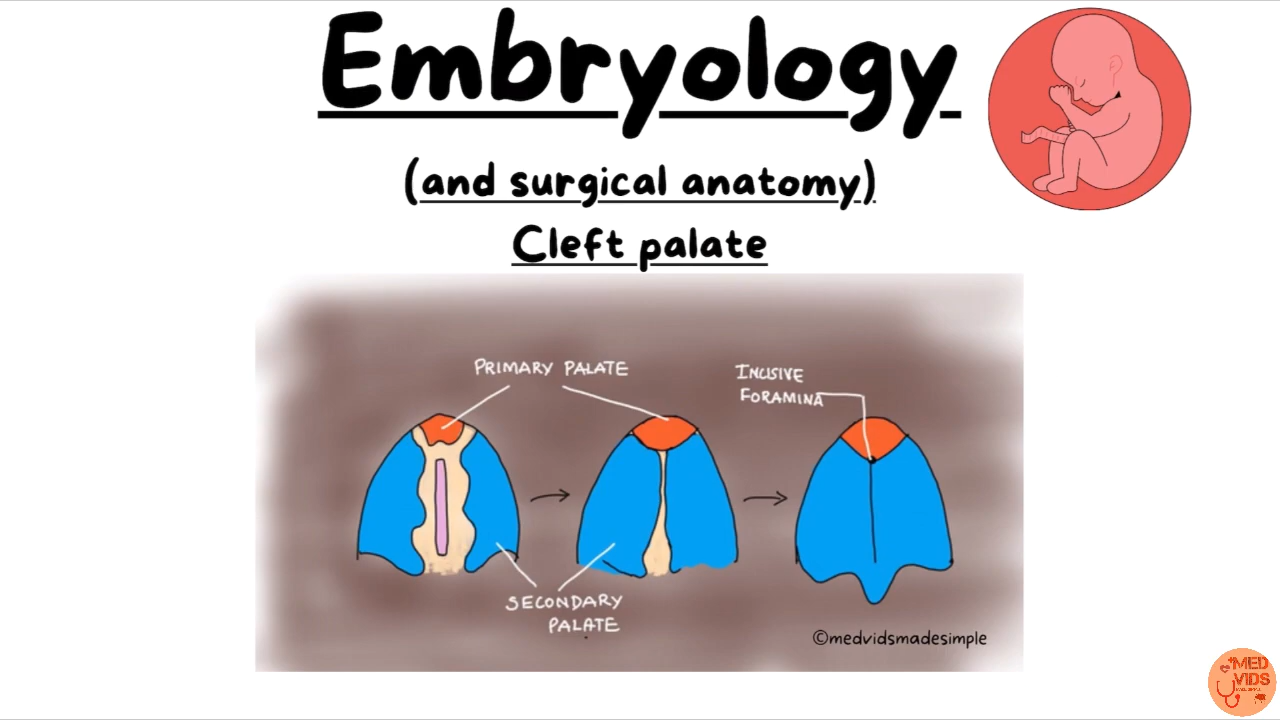 Embryology
(and surgical anatomy)
Cleft palate
PRIMARY PALATE
INCISIVE
FORAMINA
SECONDARY
PALATE
©medvidsmadesimple
MED
VIDS